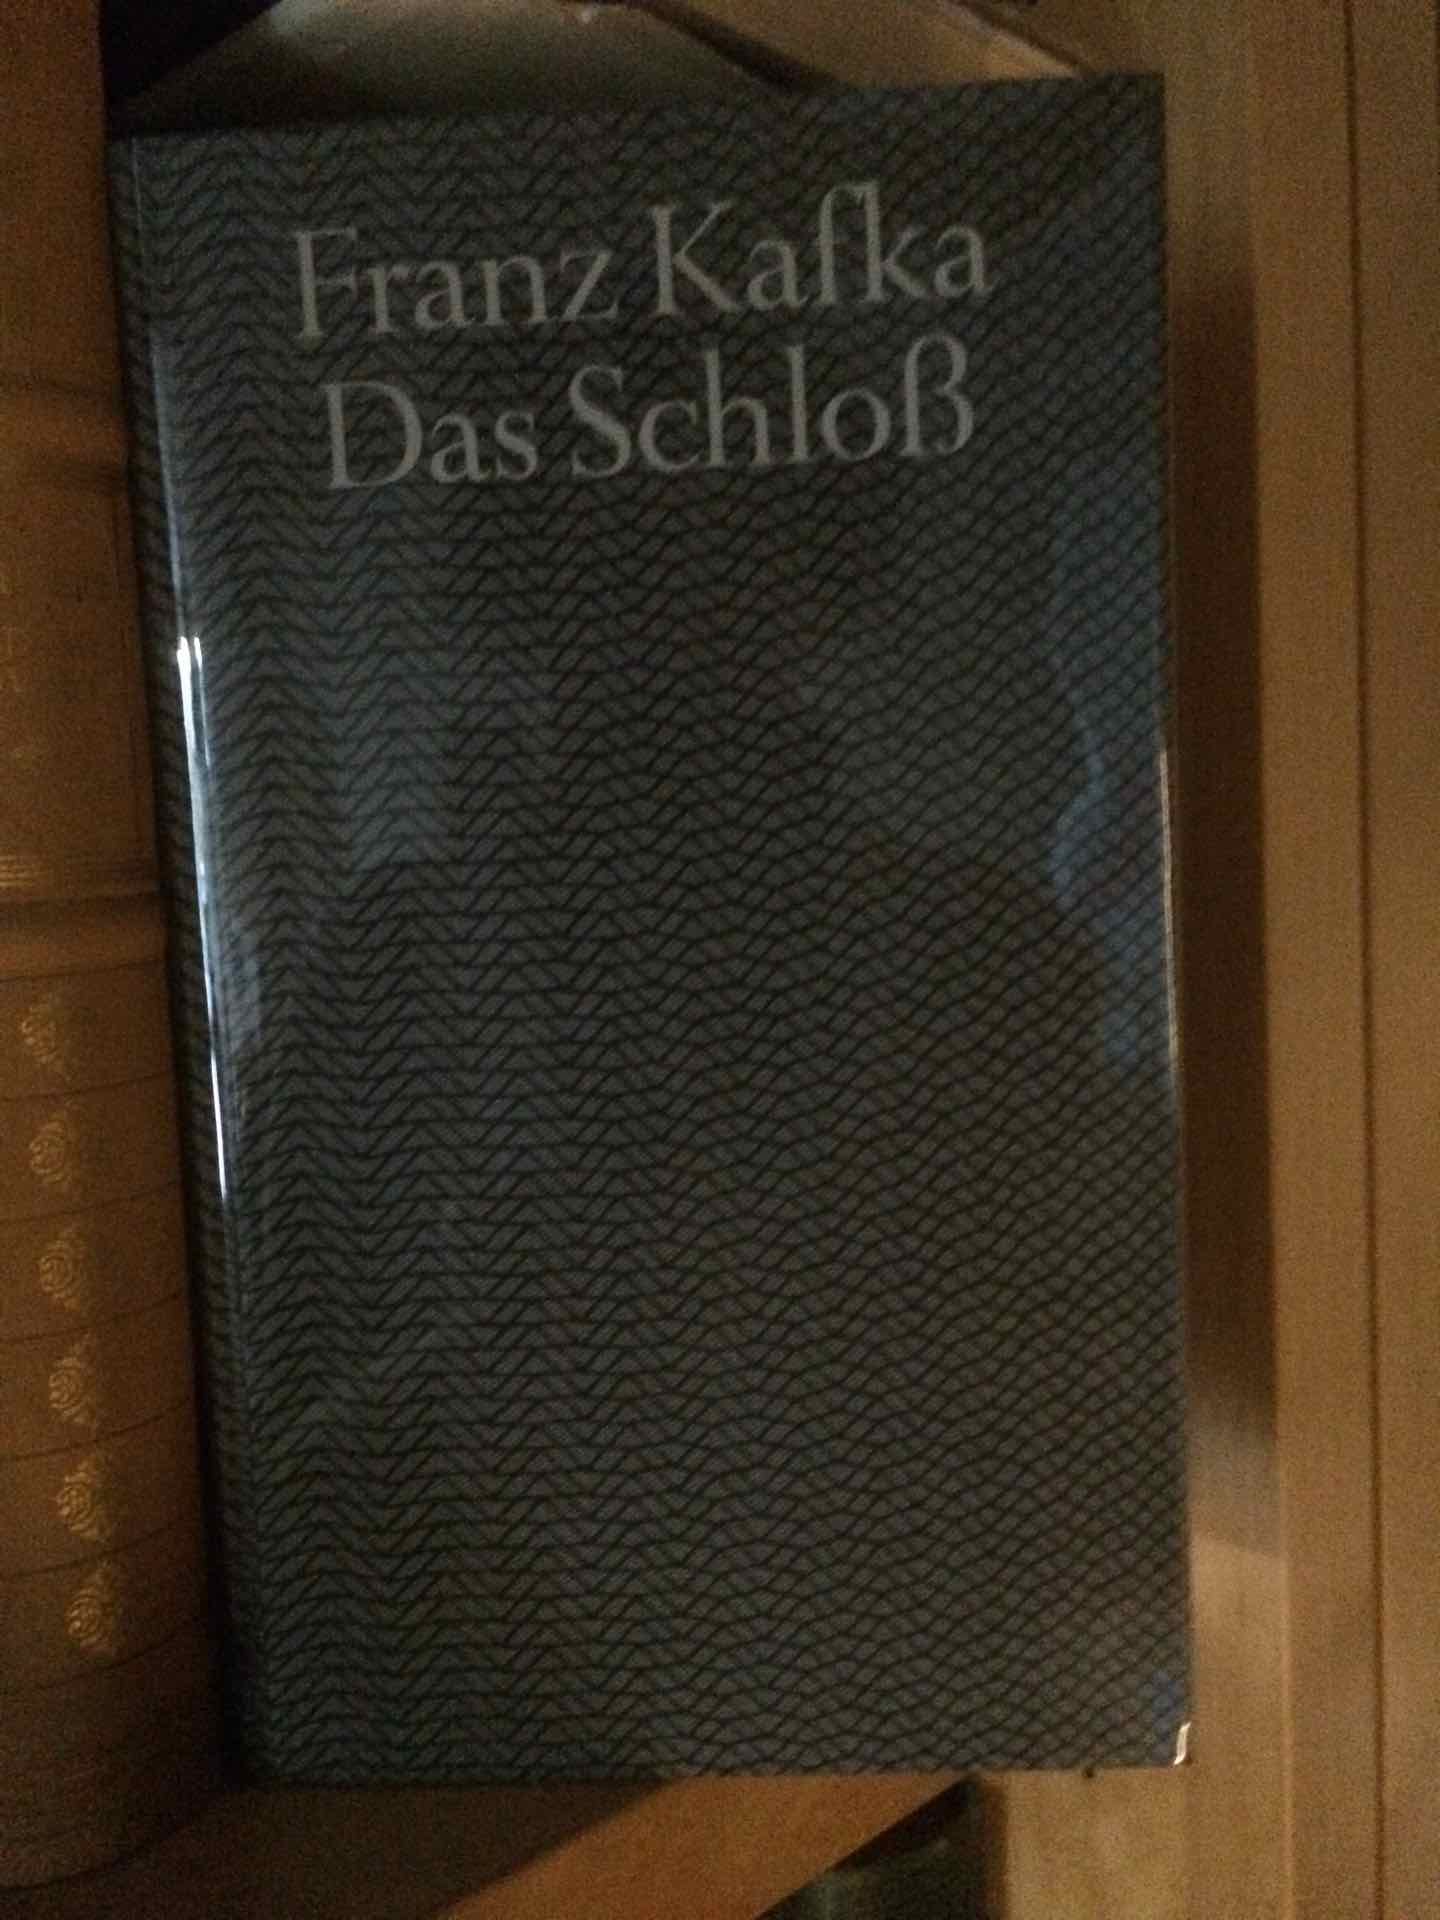 Franz Kafka
Das Schloß